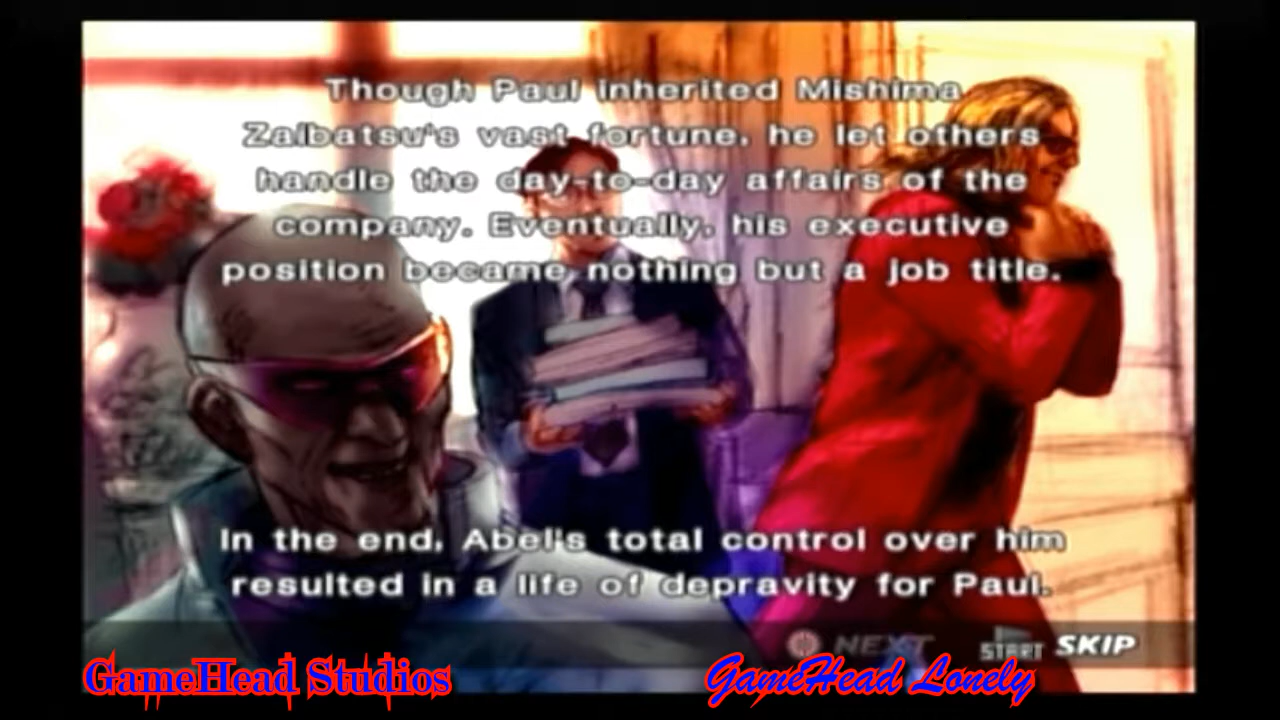 Though Paul inherited Mishima
Zaibatsu's vast fortune, he let others
handle the day-to-day affairs of the
company. Eventually, his executive
position became nothing but a job title.
In the end, Abel's total control over him
resulted in a life of depravity for Paul.
NEXT START SKIP
GameHead Studios GameHead Lonely